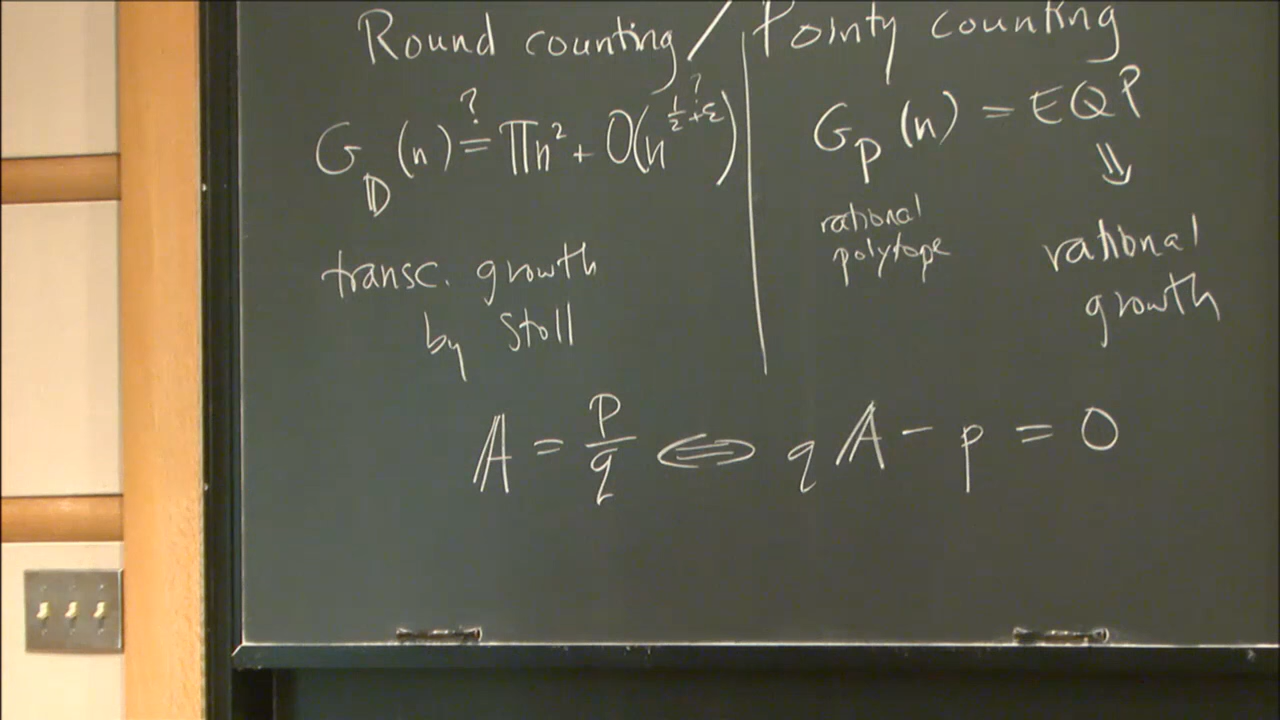 Round counting / Pointy counting
G_D(n) ?= πn² + O(n^{1/2+ε ?})
transc. growth
by Stoll
G_P(n) = EQP
⇓
rational
polytope
rational
growth
𝔸 = p/q ⇔ q𝔸 - p = 0